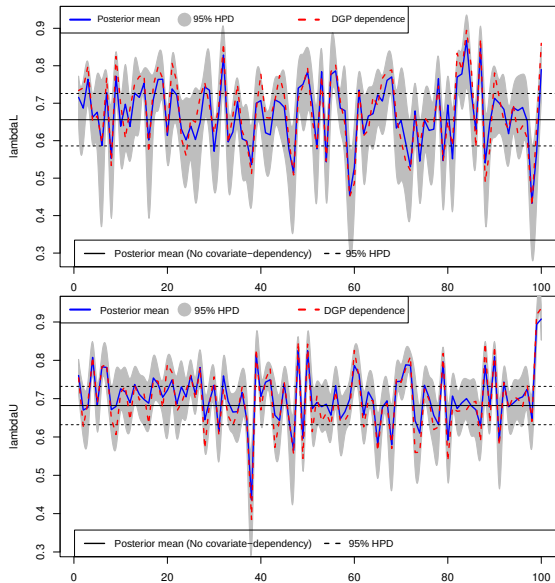 Posterior mean 95% HPD DGP dependence
0.9
0.8
0.7
0.6
0.5
0.4
0.3
lambdaL
Posterior mean (No covariate-dependency) 95% HPD
0 20 40 60 80 100
Posterior mean 95% HPD DGP dependence
0.9
0.8
0.7
0.6
0.5
0.4
0.3
lambdaU
Posterior mean (No covariate-dependency) 95% HPD
0 20 40 60 80 100